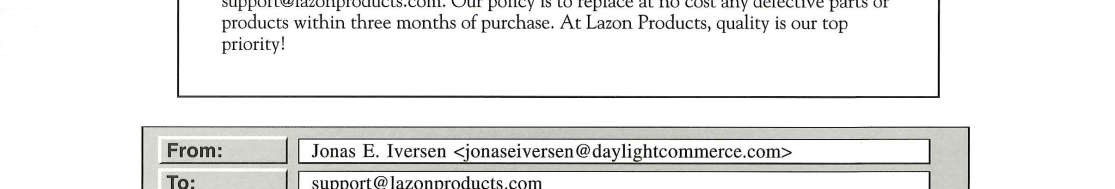 support@lazonproducts.com. Our policy is to replace at no cost any defective parts or
products within three months of purchase. At Lazon Products, quality is our top
priority!
From: Jonas E. Iversen <jonaseiversen@daylightcommerce.com>
To: support@lazonproducts.com